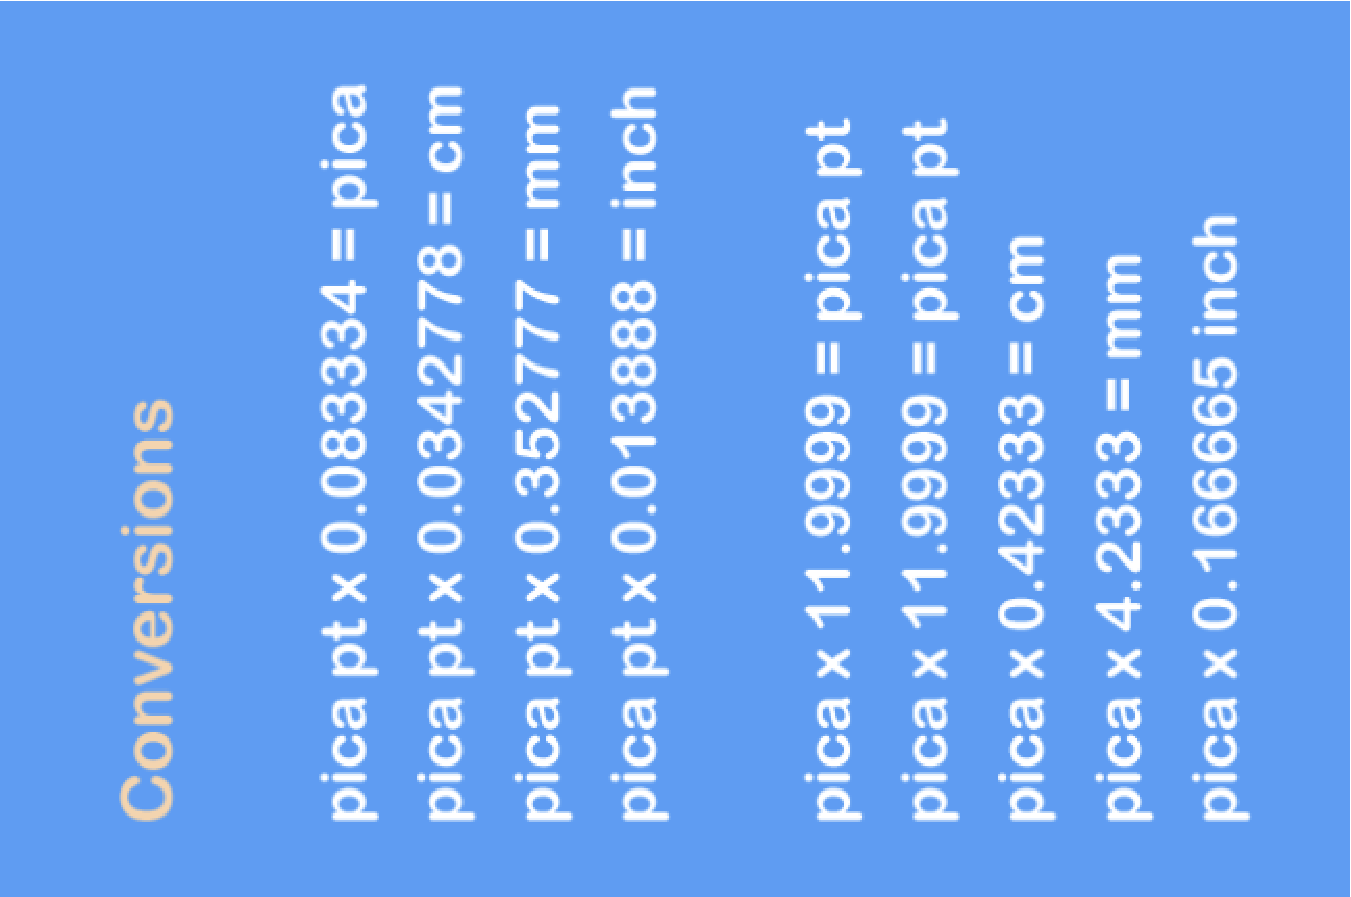 Conversions
pica pt x 0.083334 = pica
pica pt x 0.0342778 = cm
pica pt x 0.352777 = mm
pica pt x 0.013888 = inch
pica x 11.9999 = pica pt
pica x 11.9999 = pica pt
pica x 0.42333 = cm
pica x 4.2333 = mm
pica x 0.166665 inch